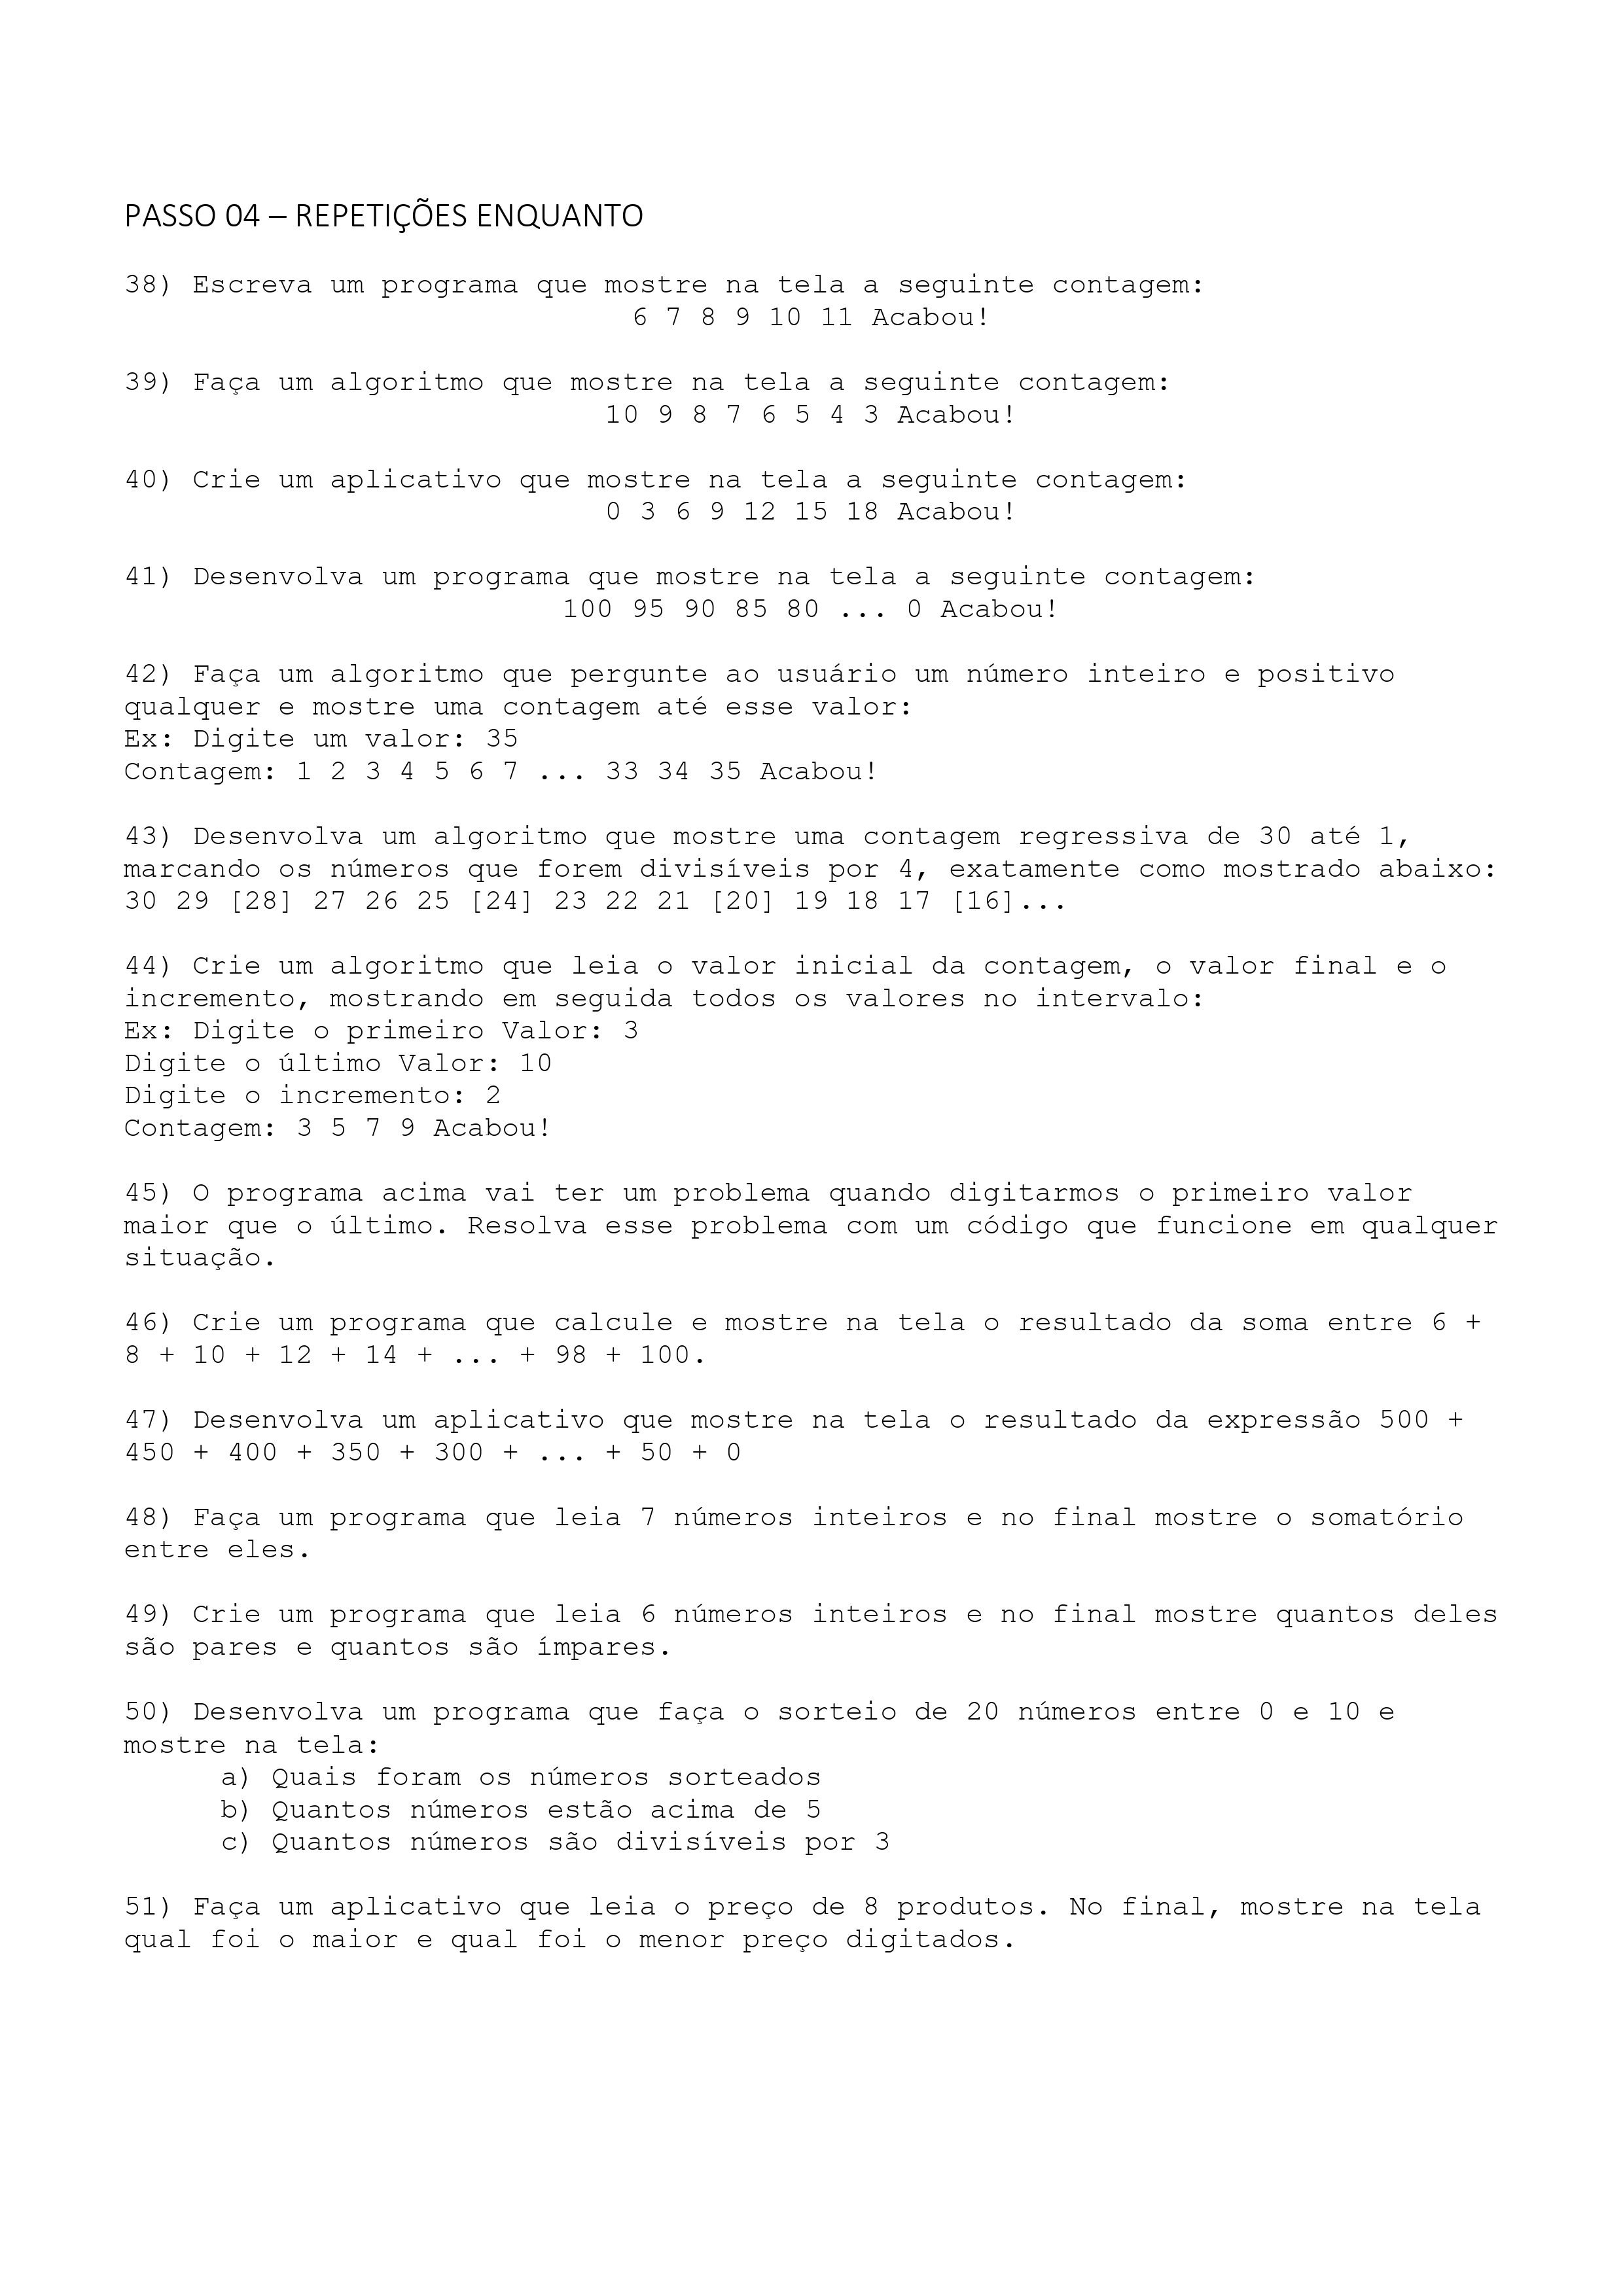 PASSO 04 – REPETIÇÕES ENQUANTO
38) Escreva um programa que mostre na tela a seguinte contagem:
6 7 8 9 10 11 Acabou!
39) Faça um algoritmo que mostre na tela a seguinte contagem:
10 9 8 7 6 5 4 3 Acabou!
40) Crie um aplicativo que mostre na tela a seguinte contagem:
0 3 6 9 12 15 18 Acabou!
41) Desenvolva um programa que mostre na tela a seguinte contagem:
100 95 90 85 80 ... 0 Acabou!
42) Faça um algoritmo que pergunte ao usuário um número inteiro e positivo
qualquer e mostre uma contagem até esse valor:
Ex: Digite um valor: 35
Contagem: 1 2 3 4 5 6 7 ... 33 34 35 Acabou!
43) Desenvolva um algoritmo que mostre uma contagem regressiva de 30 até 1,
marcando os números que forem divisíveis por 4, exatamente como mostrado abaixo:
30 29 [28] 27 26 25 [24] 23 22 21 [20] 19 18 17 [16]...
44) Crie um algoritmo que leia o valor inicial da contagem, o valor final e o
incremento, mostrando em seguida todos os valores no intervalo:
Ex: Digite o primeiro Valor: 3
Digite o último Valor: 10
Digite o incremento: 2
Contagem: 3 5 7 9 Acabou!
45) O programa acima vai ter um problema quando digitarmos o primeiro valor
maior que o último. Resolva esse problema com um código que funcione em qualquer
situação.
46) Crie um programa que calcule e mostre na tela o resultado da soma entre 6 +
8 + 10 + 12 + 14 + ... + 98 + 100.
47) Desenvolva um aplicativo que mostre na tela o resultado da expressão 500 +
450 + 400 + 350 + 300 + ... + 50 + 0
48) Faça um programa que leia 7 números inteiros e no final mostre o somatório
entre eles.
49) Crie um programa que leia 6 números inteiros e no final mostre quantos deles
são pares e quantos são ímpares.
50) Desenvolva um programa que faça o sorteio de 20 números entre 0 e 10 e
mostre na tela:
a) Quais foram os números sorteados
b) Quantos números estão acima de 5
c) Quantos números são divisíveis por 3
51) Faça um aplicativo que leia o preço de 8 produtos. No final, mostre na tela
qual foi o maior e qual foi o menor preço digitados.